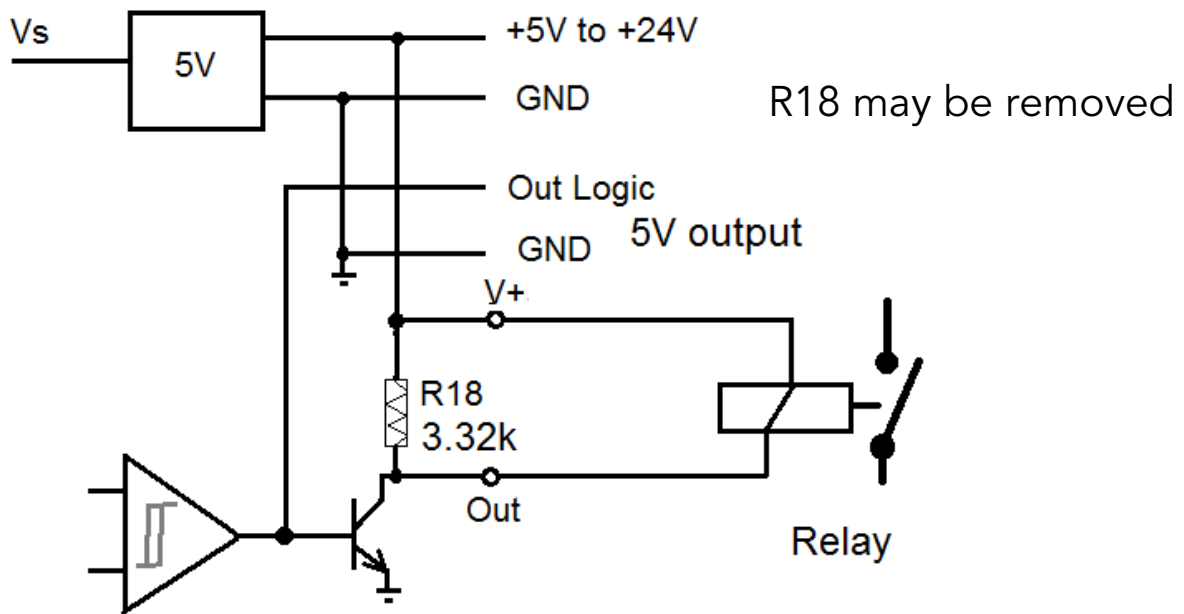 Vs
5V
+5V to +24V
GND
R18 may be removed
Out Logic
5V output
GND
V+
R18
3.32k
Out
Relay